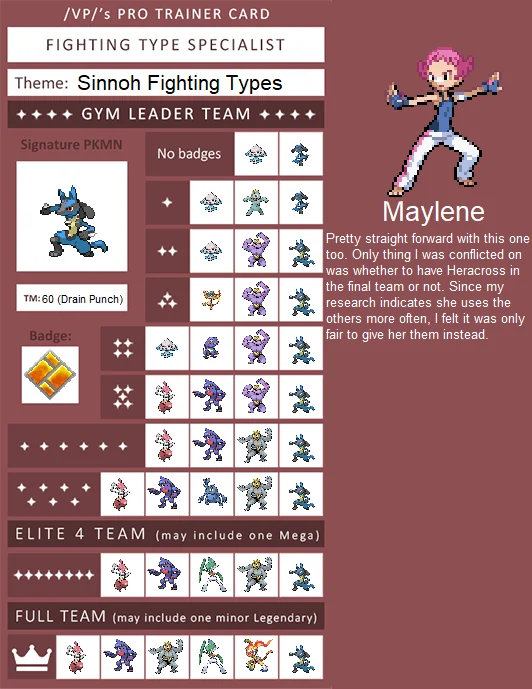 /VP/'s PRO TRAINER CARD
FIGHTING TYPE SPECIALIST
Theme: Sinnoh Fighting Types
GYM LEADER TEAM
Signature PKMN
No badges
TM: 60 (Drain Punch)
Badge:
ELITE 4 TEAM (may include one Mega)
FULL TEAM (may include one minor Legendary)
Maylene
Pretty straight forward with this one
too. Only thing I was conflicted on
was whether to have Heracross in
the final team or not. Since my
research indicates she uses the
others more often, I felt it was only
fair to give her them instead.